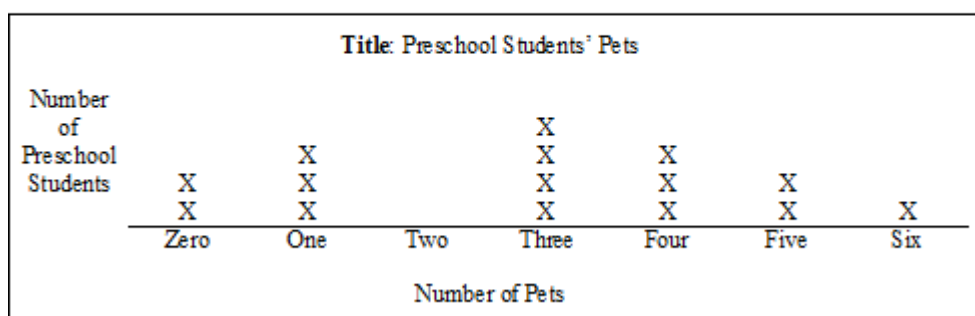 Title: Preschool Students' Pets
Number
of
Preschool
Students
X
X X X
X X X X X
X X X X X X
Zero One Two Three Four Five Six
Number of Pets